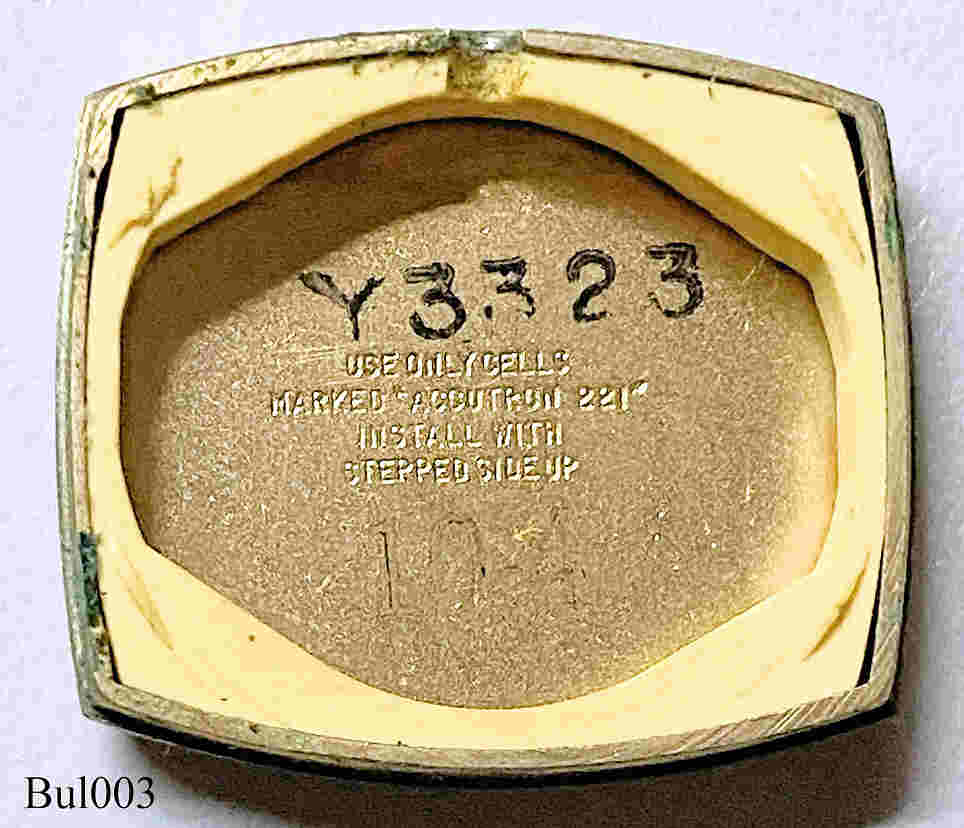 Y3323
USE ONLY CELLS
MARKED "ACCUTRON 221"
INSTALL WITH
STEPPED SIDE UP
Bul003